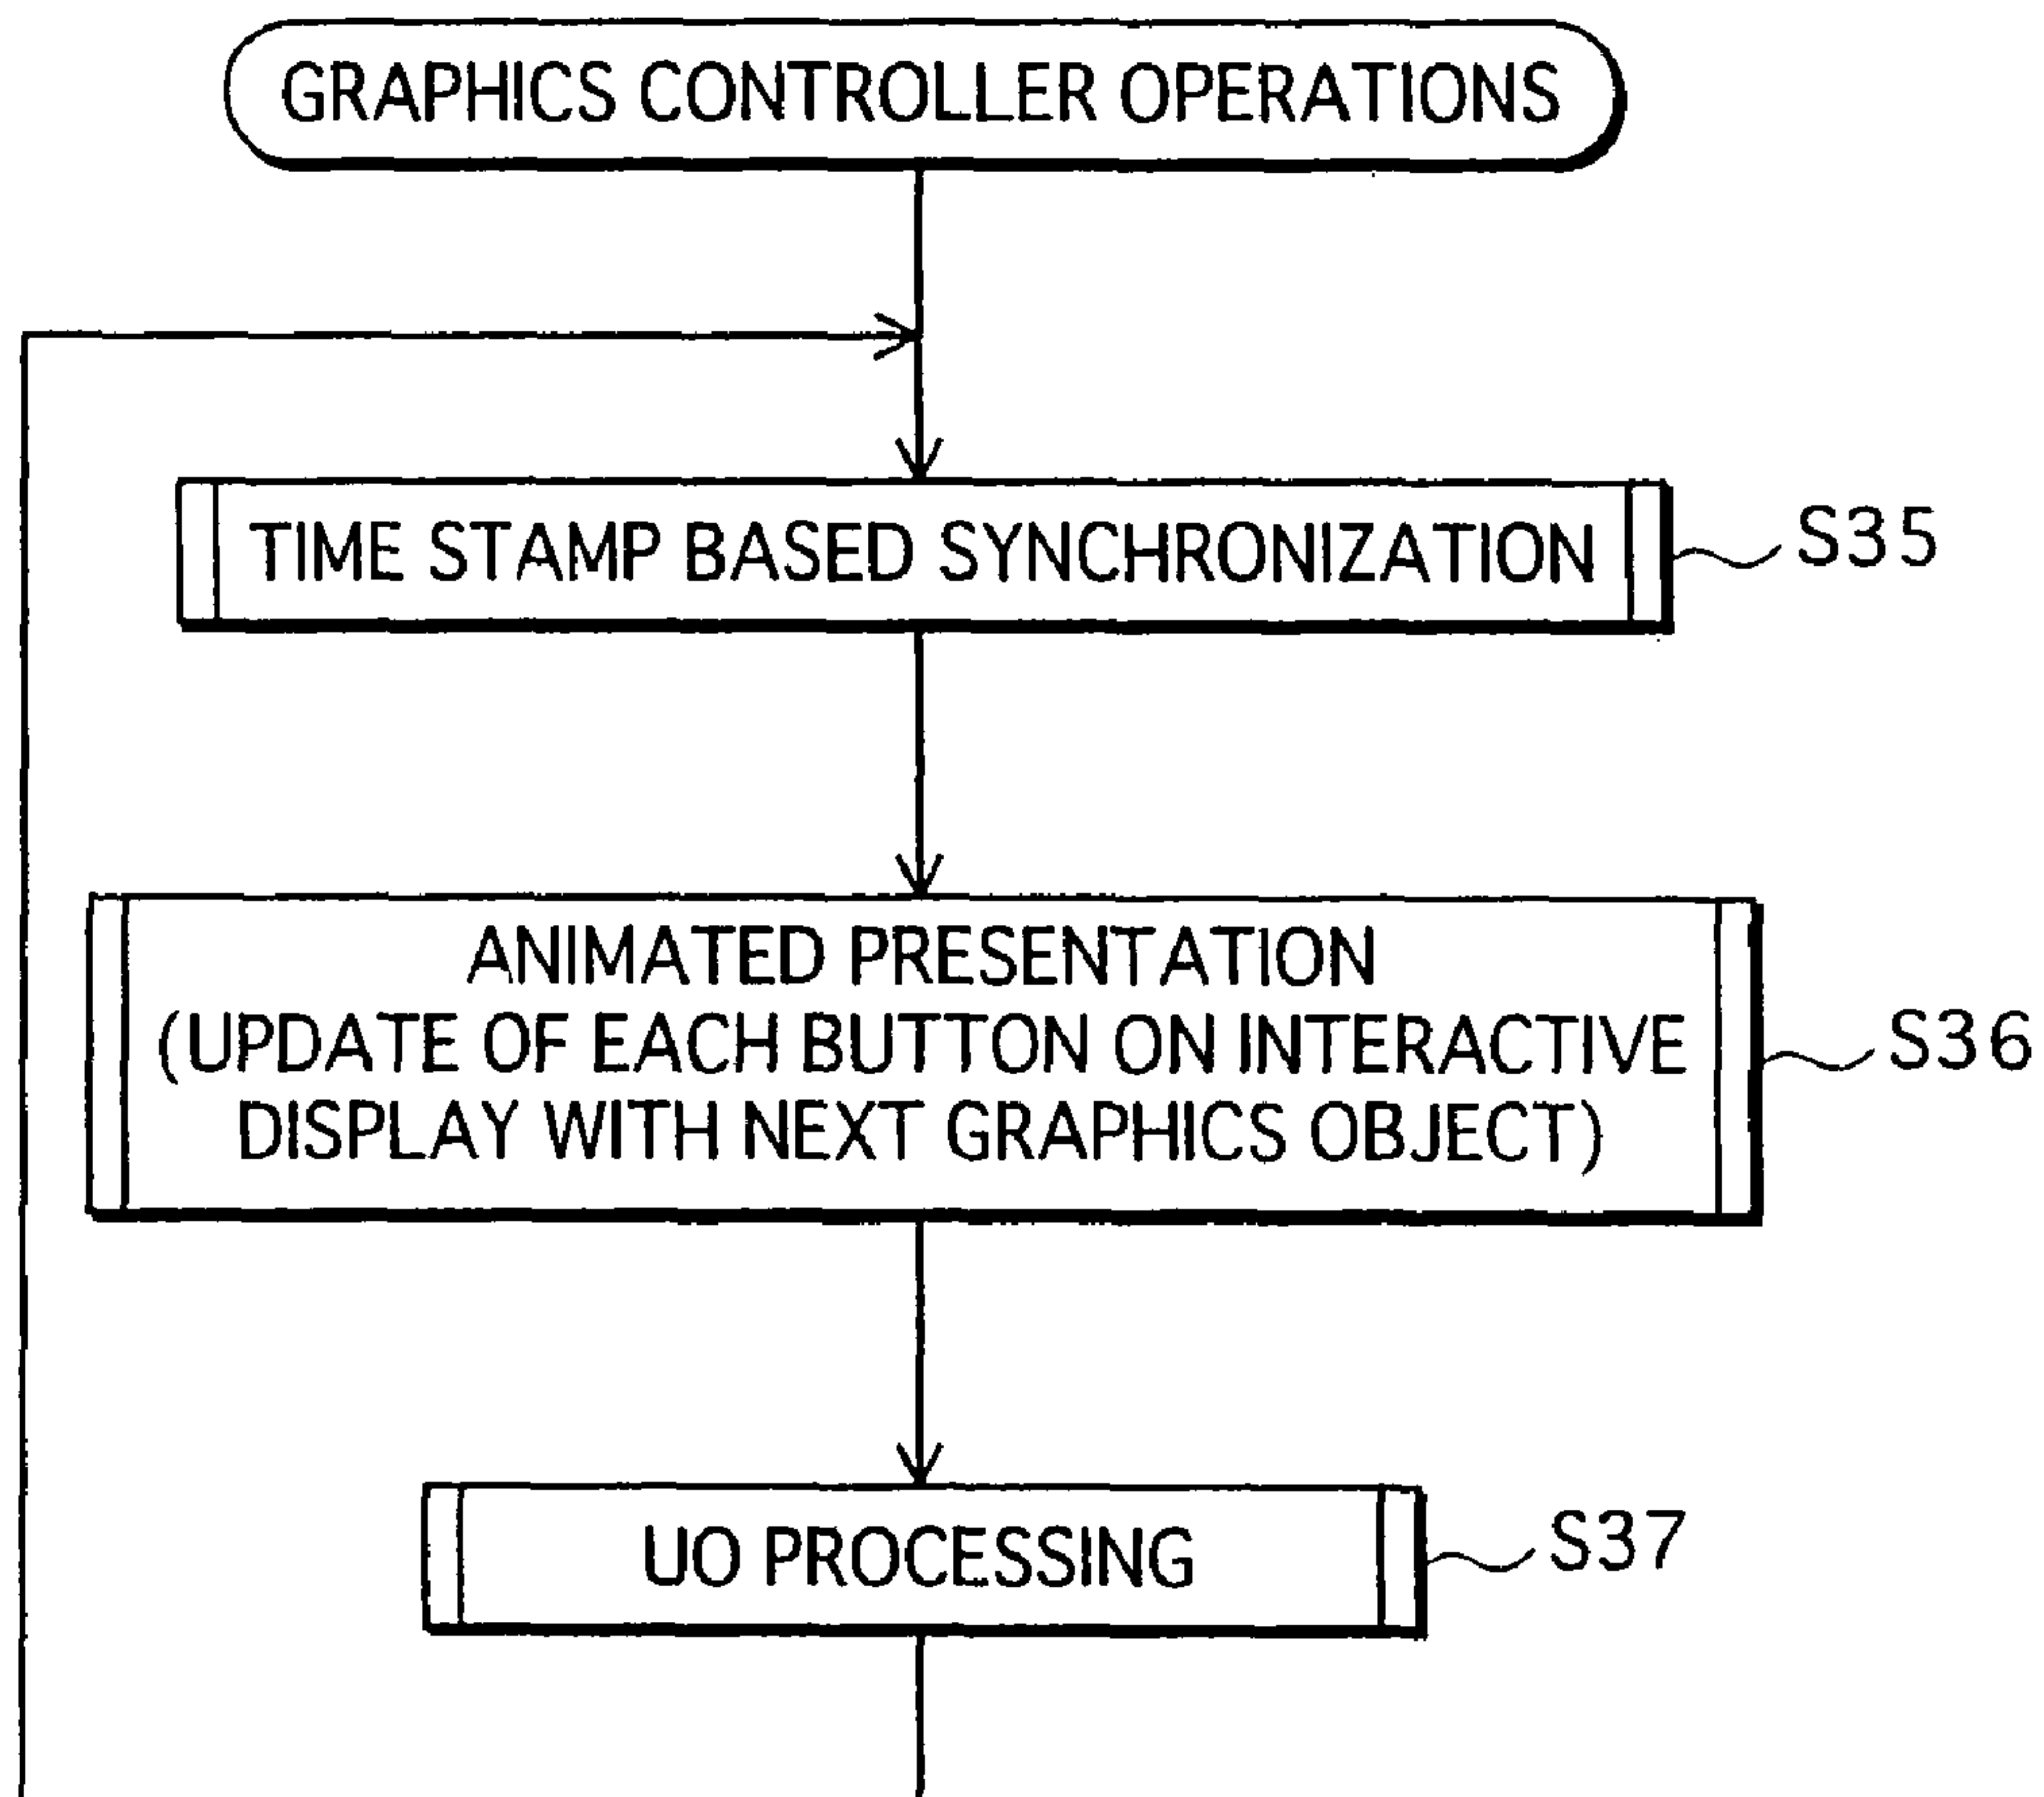 GRAPHICS CONTROLLER OPERATIONS
TIME STAMP BASED SYNCHRONIZATION
S35
ANIMATED PRESENTATION
(UPDATE OF EACH BUTTON ON INTERACTIVE
DISPLAY WITH NEXT GRAPHICS OBJECT)
S36
UO PROCESSING
S37